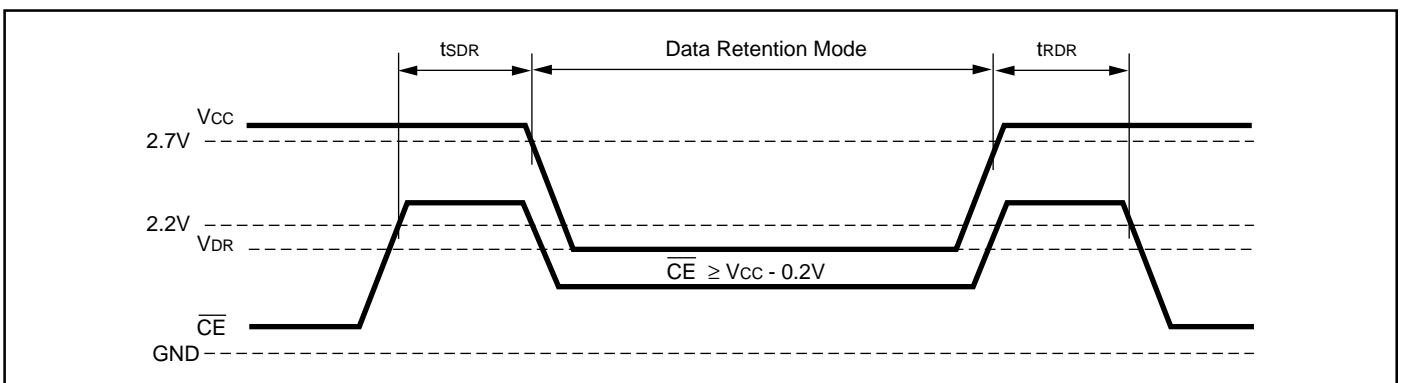 tSDR
Data Retention Mode
tRDR
VCC
2.7V
2.2V
VDR
CE ≥ VCC - 0.2V
CE
GND